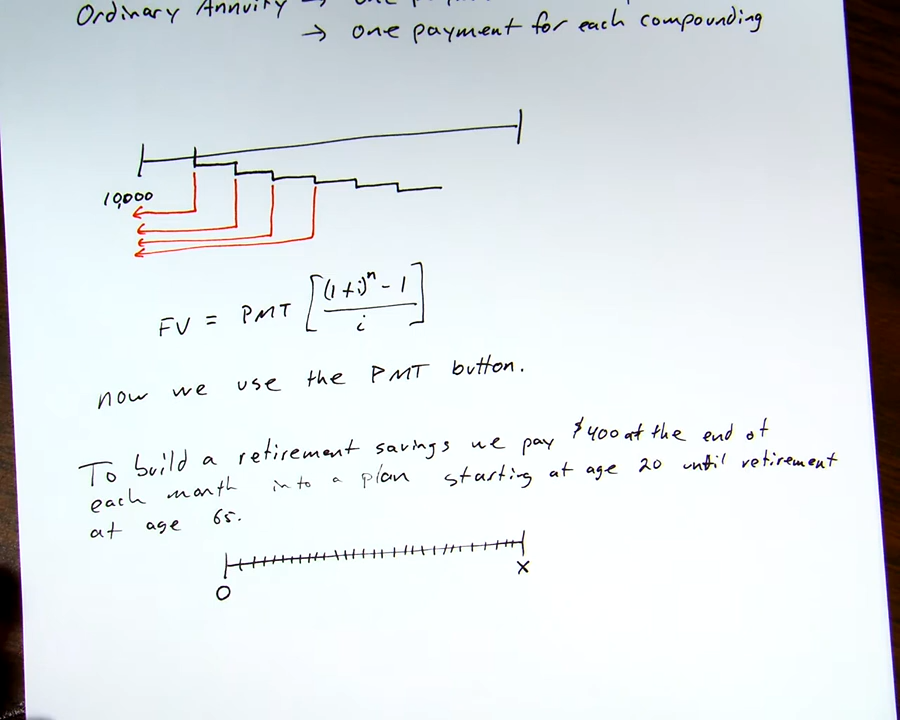 Ordinary Annuity →
→ one payment for each compounding
10,000
FV = PMT [((1+i)^n - 1)/i]
now we use the PMT button.
To build a retirement savings we pay $400 at the end of
each month into a plan starting at age 20 until retirement
at age 65.
0 X